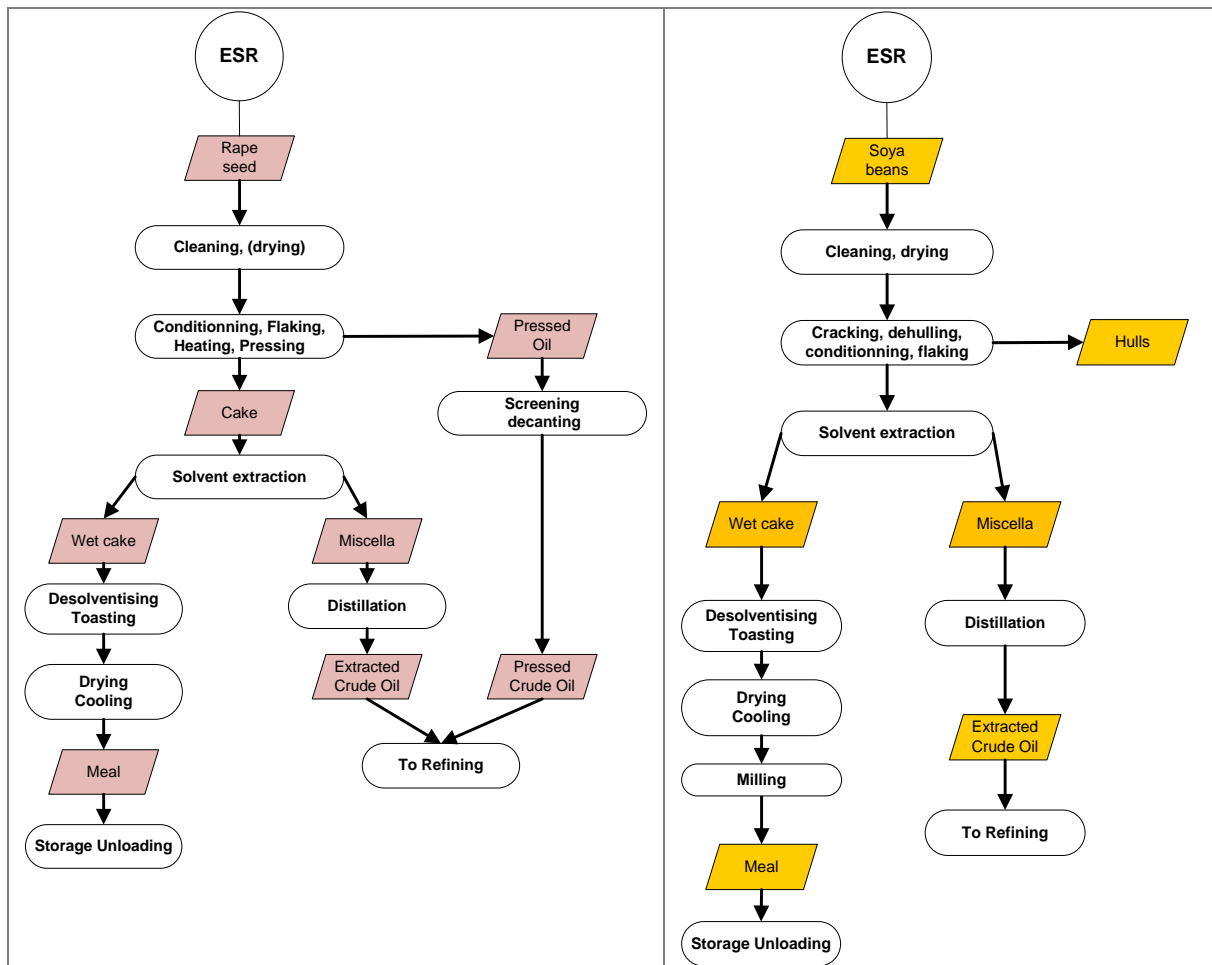 ESR
Rape
seed
Cleaning, (drying)
Conditionning, Flaking,
Heating, Pressing
Pressed
Oil
Cake
Screening
decanting
Solvent extraction
Wet cake
Miscella
Desolventising
Toasting
Distillation
Drying
Cooling
Extracted
Crude Oil
Pressed
Crude Oil
Meal
To Refining
Storage Unloading
ESR
Soya
beans
Cleaning, drying
Cracking, dehulling,
conditionning, flaking
Hulls
Solvent extraction
Wet cake
Miscella
Desolventising
Toasting
Distillation
Drying
Cooling
Extracted
Crude Oil
Milling
To Refining
Meal
Storage Unloading